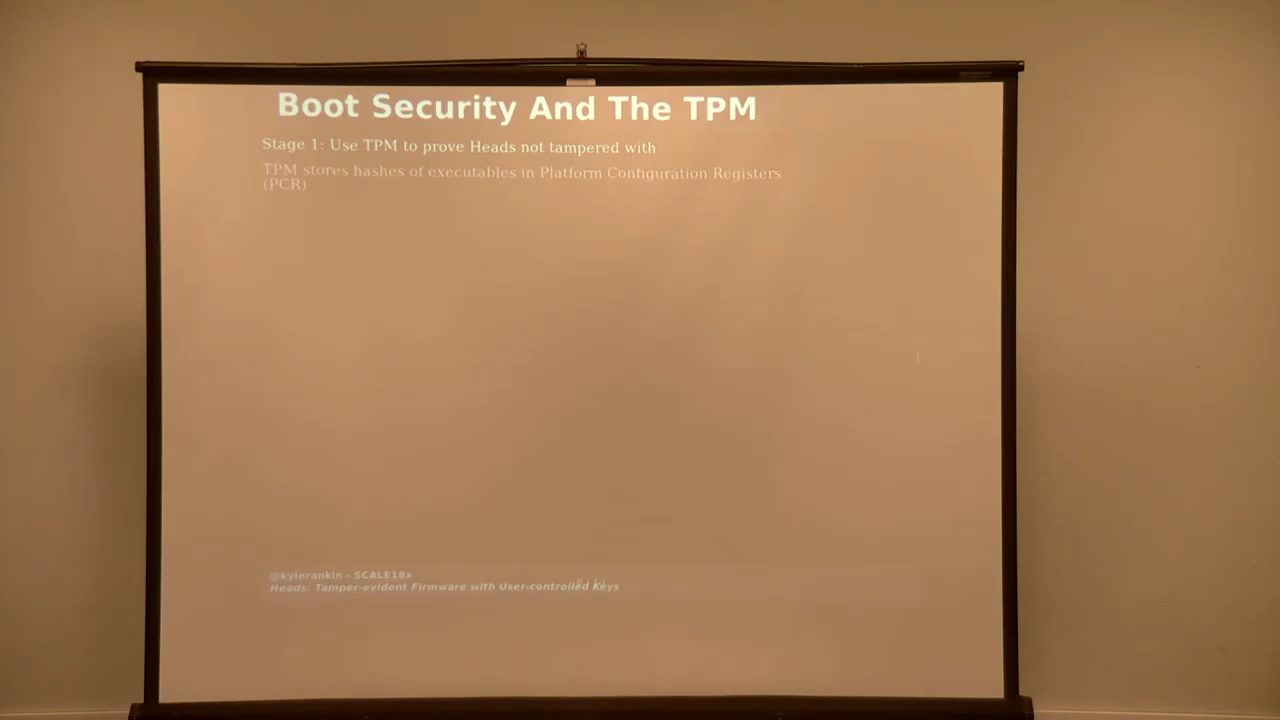 Boot Security And The TPM
Stage 1: Use TPM to prove Heads not tampered with
TPM stores hashes of executables in Platform Configuration Registers
(PCR)
@kylerankin - SCALE18x
Heads: Tamper-evident Firmware with User-controlled Keys